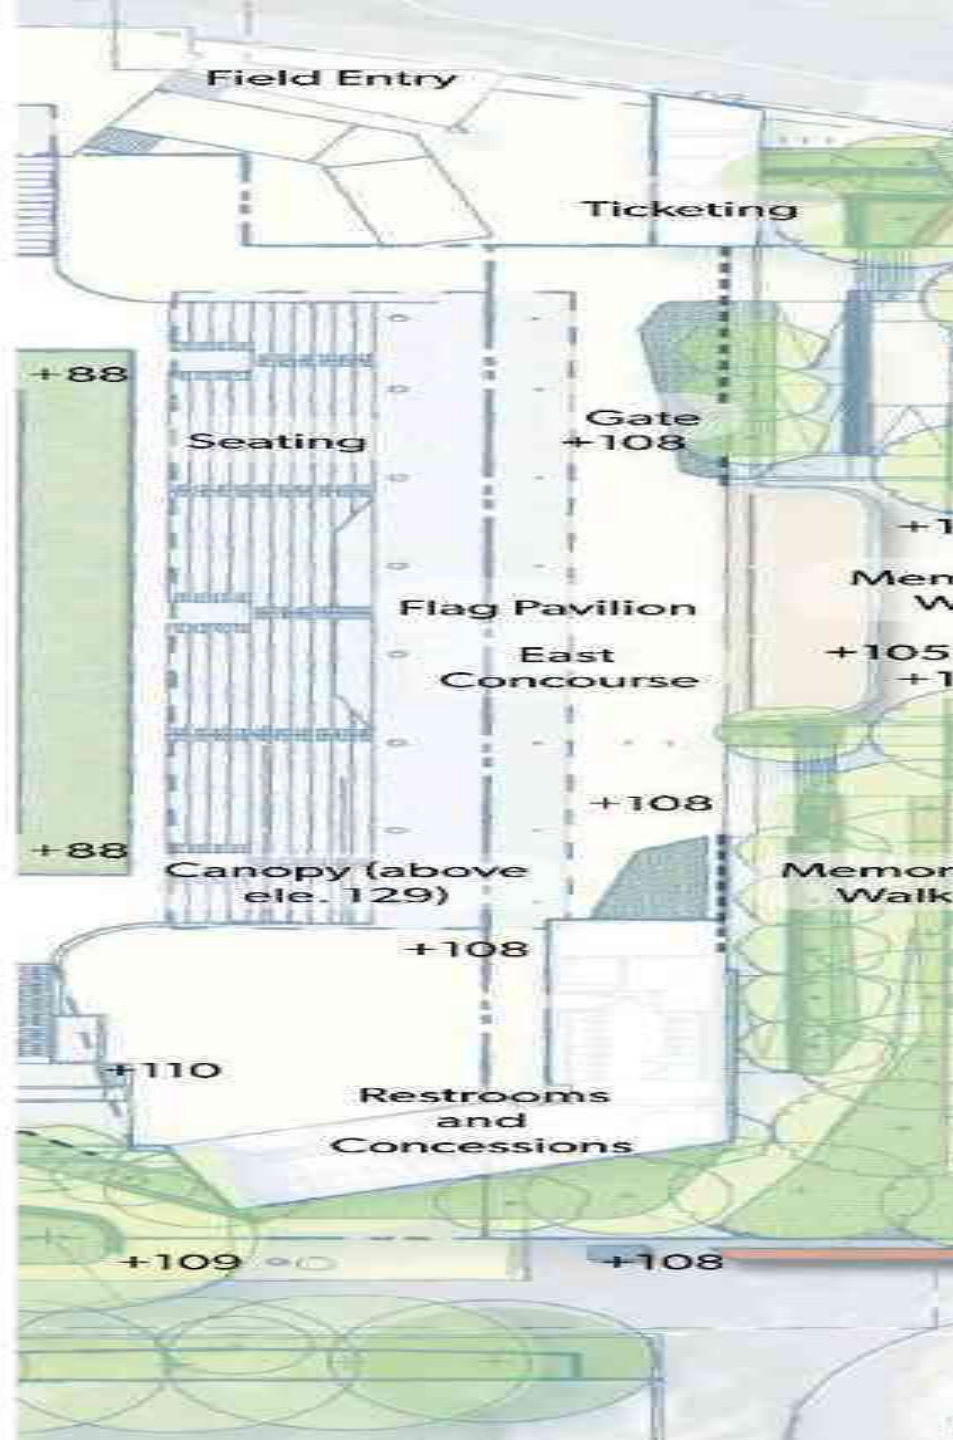 Field Entry
Ticketing
+88
Gate
+108
Seating
Flag Pavilion
East
Concourse
+105
+108
+88
Canopy (above
ele. 129)
Walk
+108
+110
Restrooms
and
Concessions
+109
+108